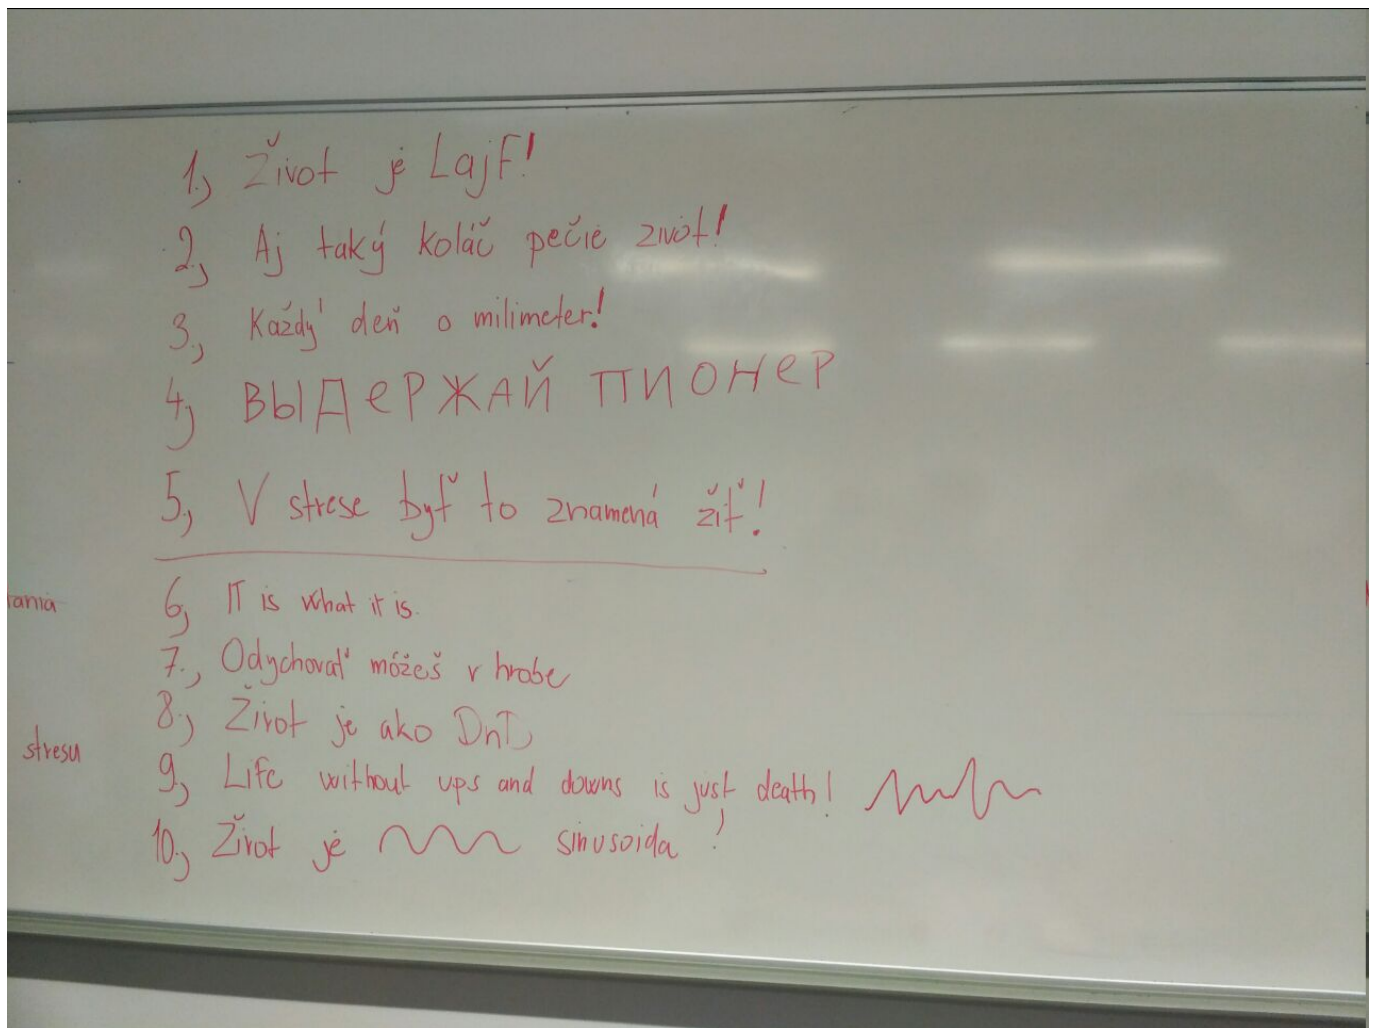 1., Život je Lajf!
2., Aj taký koláč pečie život!
3., Každý deň o milimeter!
4, ВЫДеРЖАЙ ПИОНеР
5, V strese byť to znamená žiť!
rania
6, IT is what it is.
7., Odychovať môžeš v hrobe
8., Život je ako DnD
stresu
9, Life without ups and downs is just death!
10., Život je sinusoida!